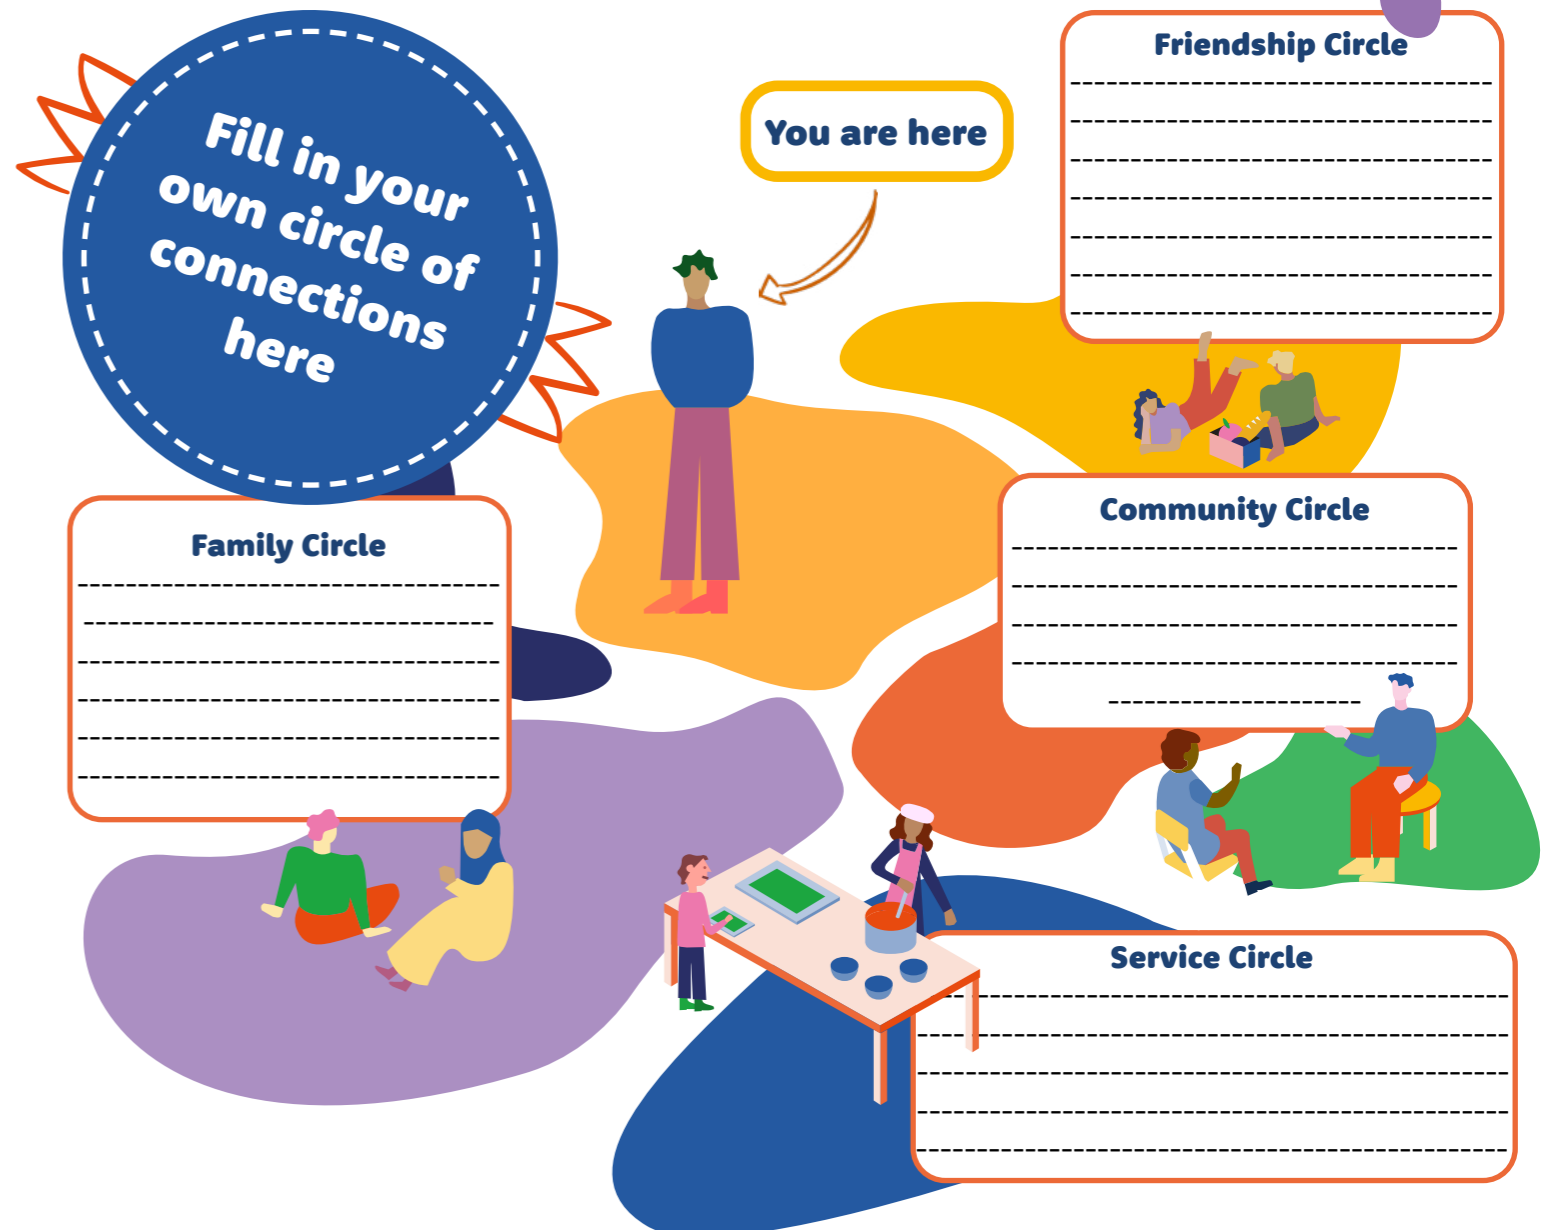 Fill in your
own circle of
connections
here
You are here
Friendship Circle
Family Circle
Community Circle
Service Circle